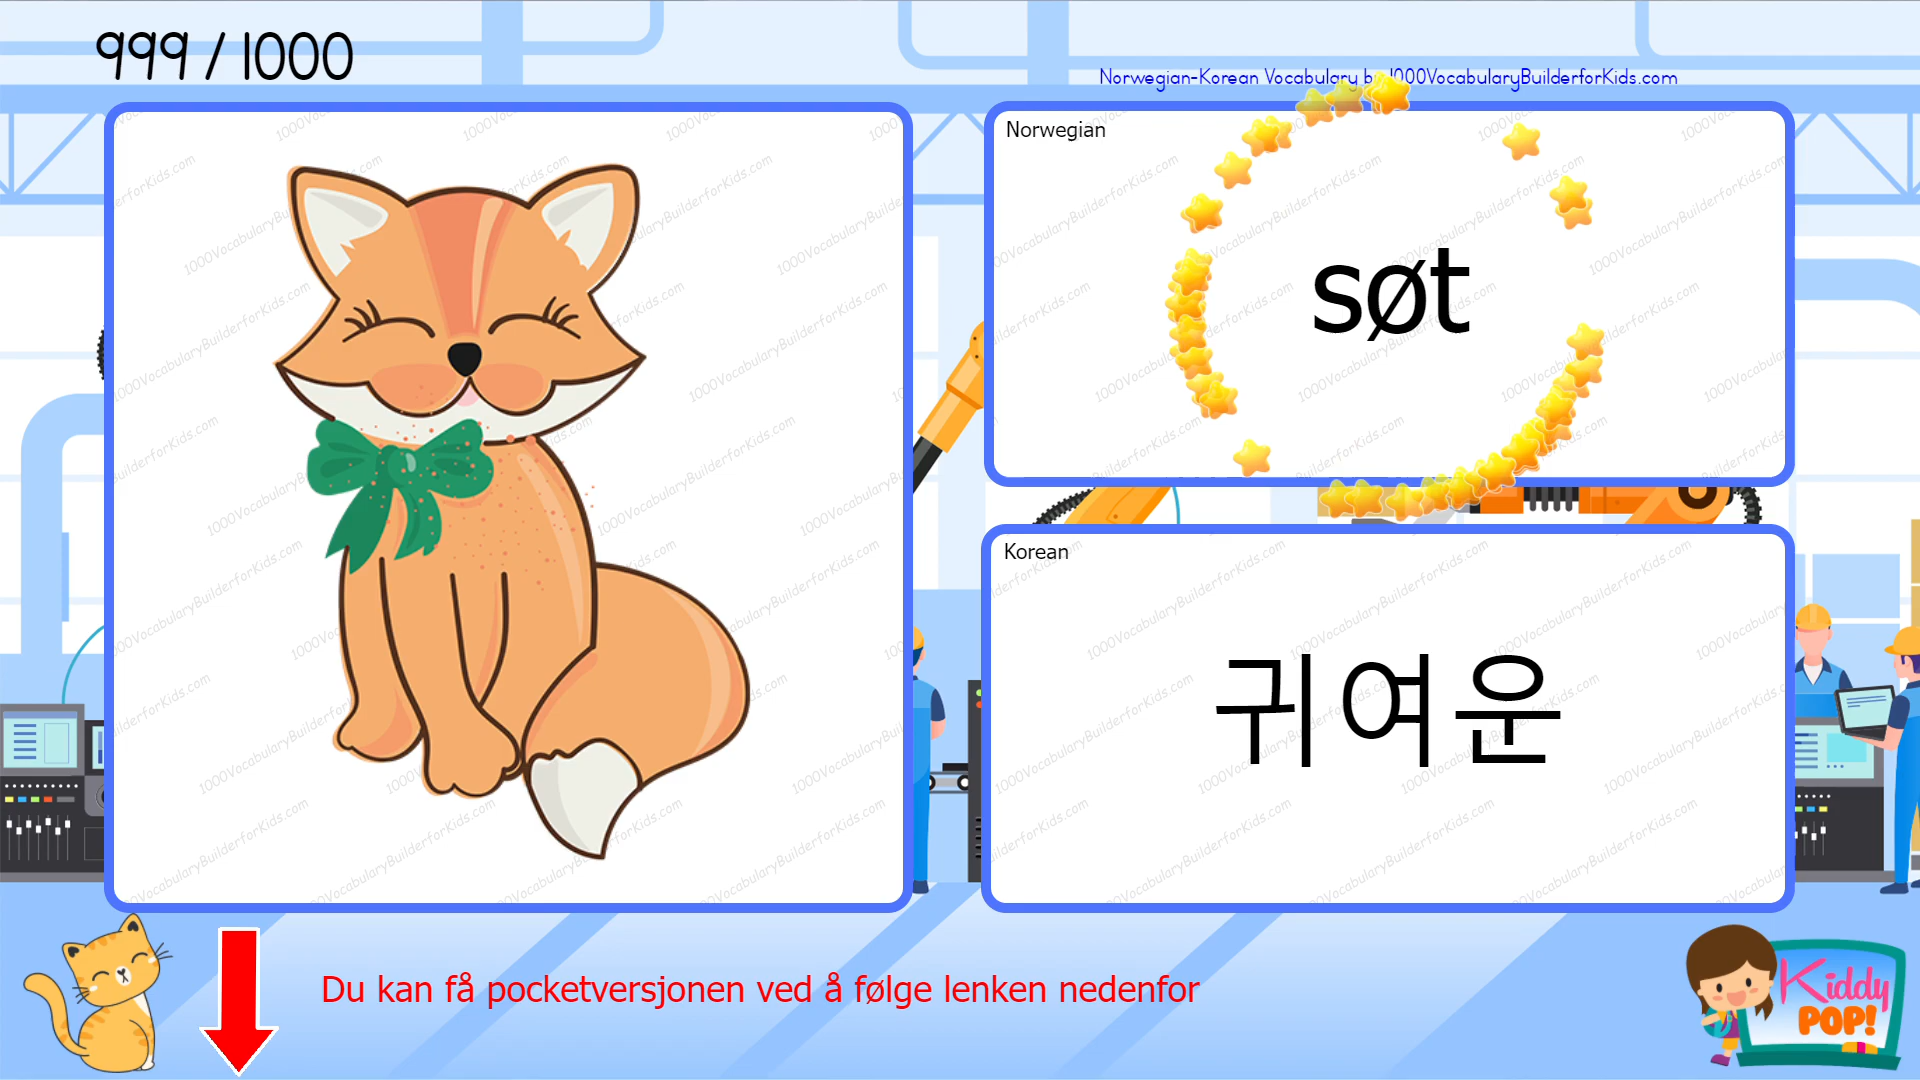 999 / 1000
Norwegian-Korean Vocabulary by 1000VocabularyBuilderforKids.com
Norwegian
søt
Korean
귀여운
Du kan få pocketversjonen ved å følge lenken nedenfor
Kiddy
POP!